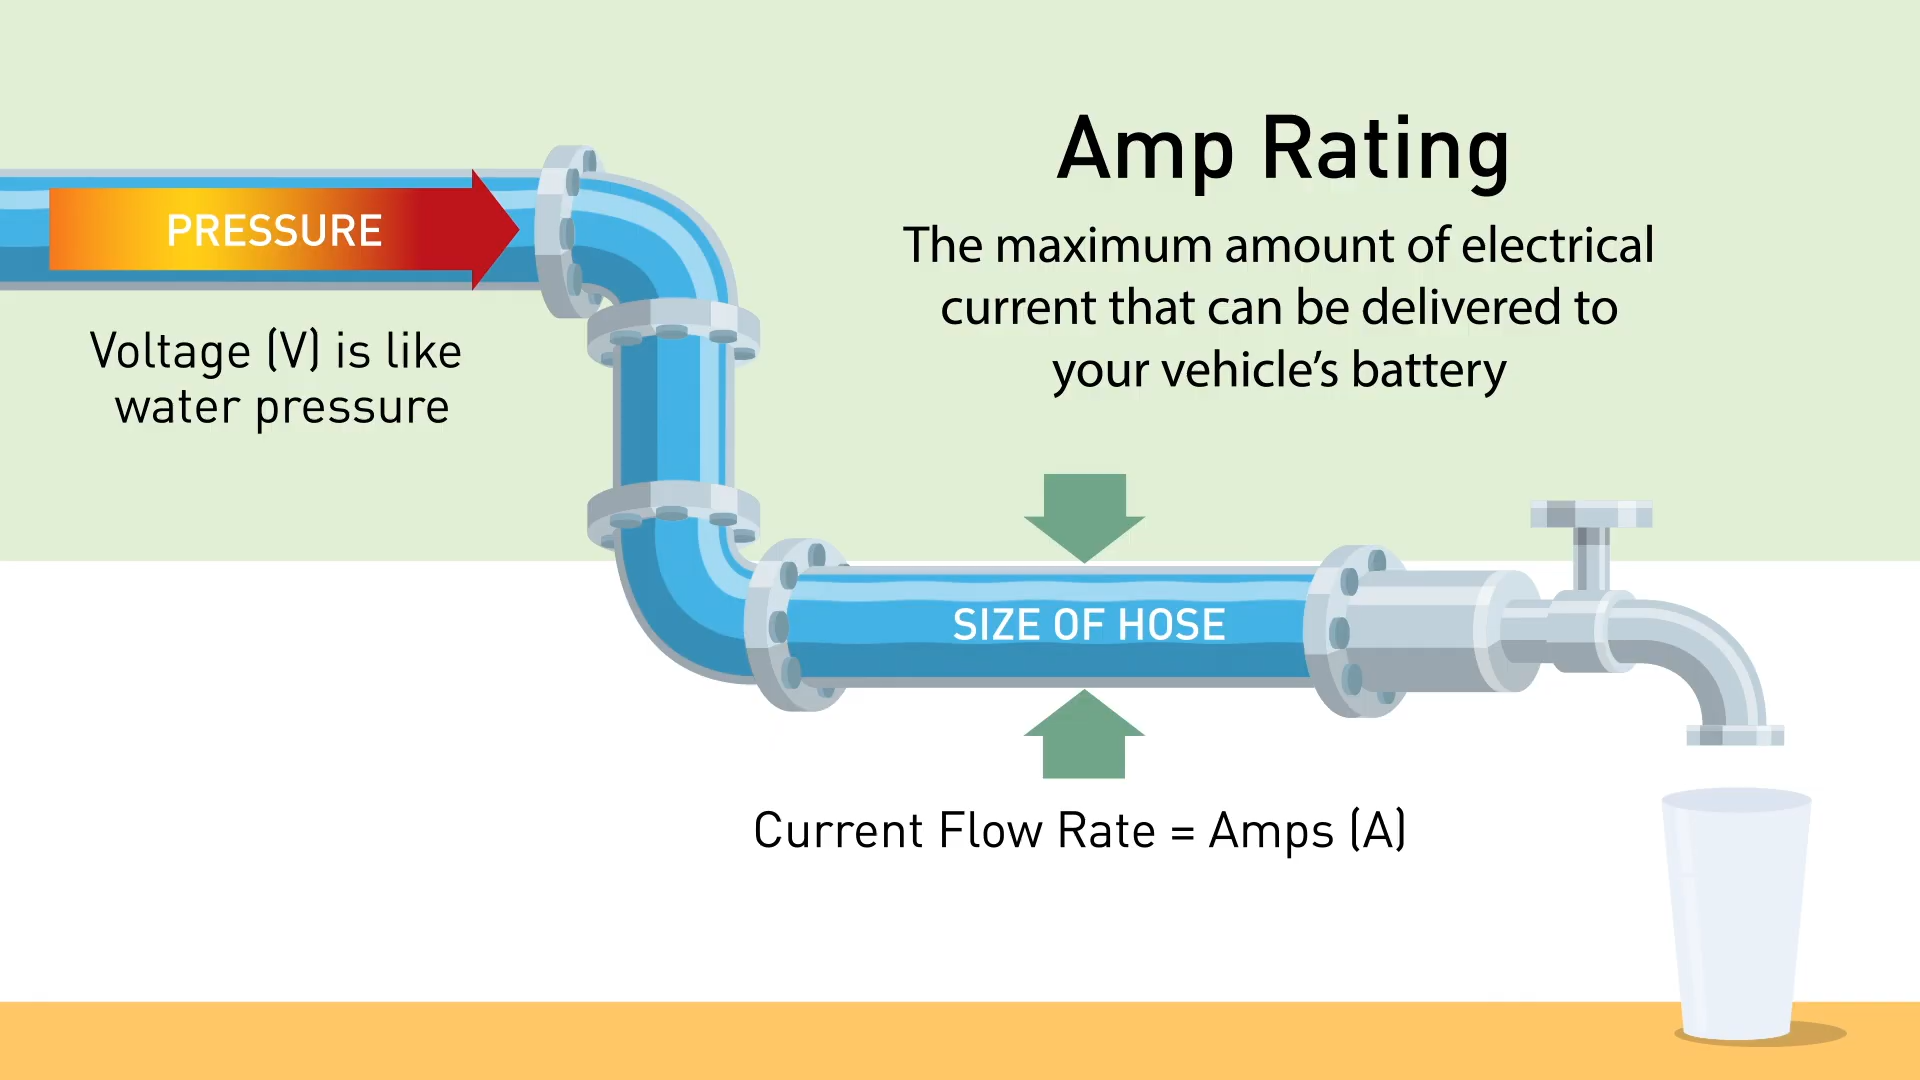 Amp Rating
The maximum amount of electrical
current that can be delivered to
your vehicle’s battery
PRESSURE
Voltage (V) is like
water pressure
SIZE OF HOSE
Current Flow Rate = Amps (A)